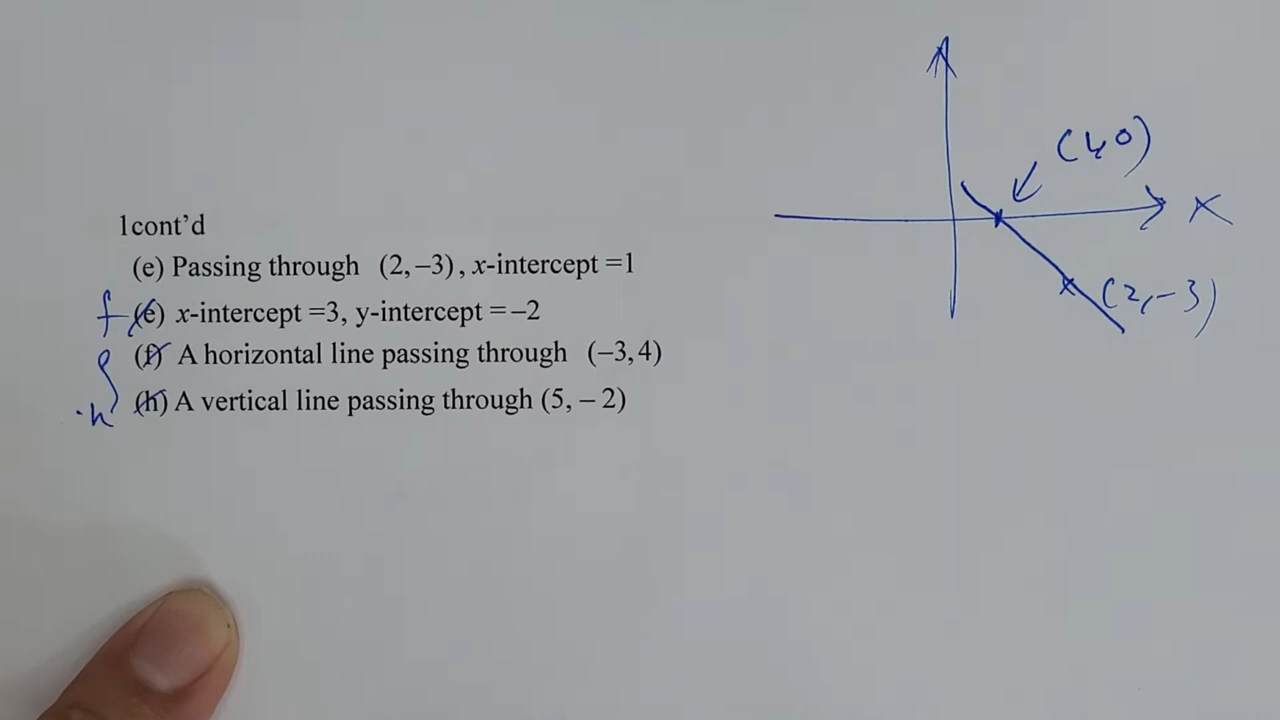 1cont'd
(e) Passing through (2,−3), x-intercept =1
f (e) x-intercept =3, y-intercept = −2
g (f) A horizontal line passing through (−3,4)
h (h) A vertical line passing through (5, −2)
(1,0)
x
(2,−3)